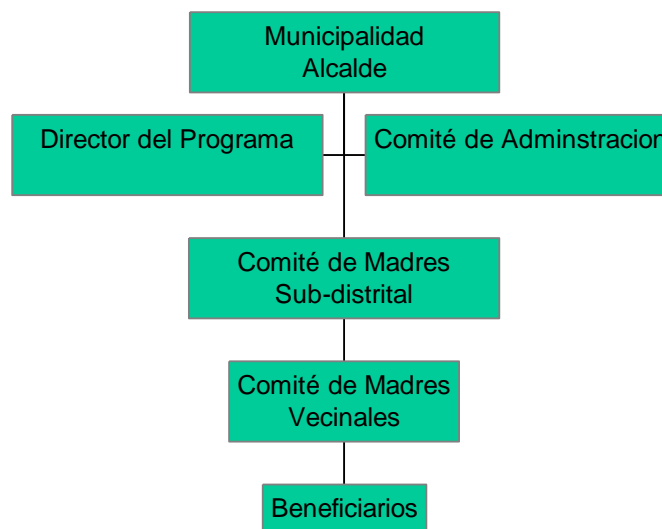 Municipalidad
Alcalde
Director del Programa
Comité de Adminstracion
Comité de Madres
Sub-distrital
Comité de Madres
Vecinales
Beneficiarios